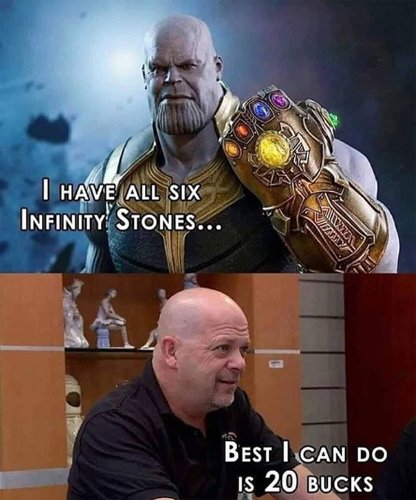 I HAVE ALL SIX
INFINITY STONES...
BEST I CAN DO
IS 20 BUCKS